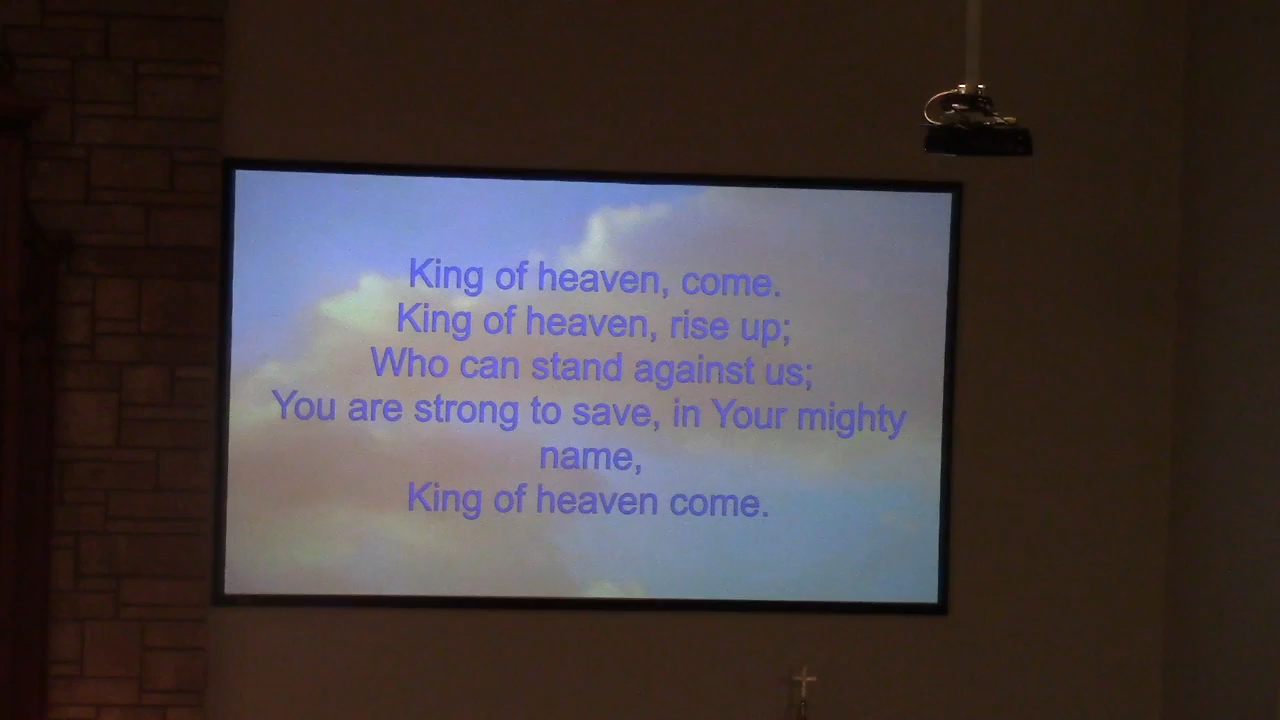 King of heaven, come.
King of heaven, rise up;
Who can stand against us;
You are strong to save, in Your mighty
name,
King of heaven come.